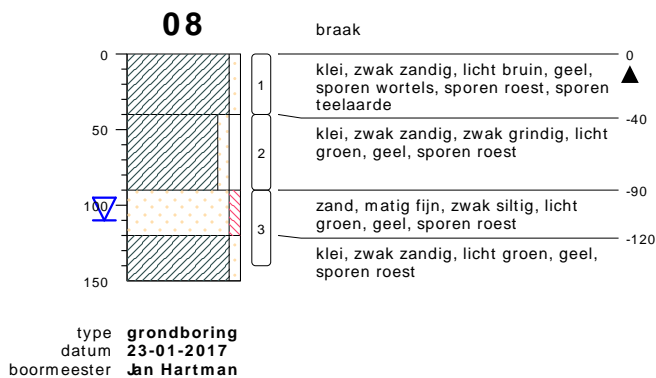 08
braak
0
50
100
150
1
2
3
0
klei, zwak zandig, licht bruin, geel,
sporen wortels, sporen roest, sporen
teelaarde
-40
klei, zwak zandig, zwak grindig, licht
groen, geel, sporen roest
-90
zand, matig fijn, zwak siltig, licht
groen, geel, sporen roest
-120
klei, zwak zandig, licht groen, geel,
sporen roest
type grondboring
datum 23-01-2017
boormeester Jan Hartman